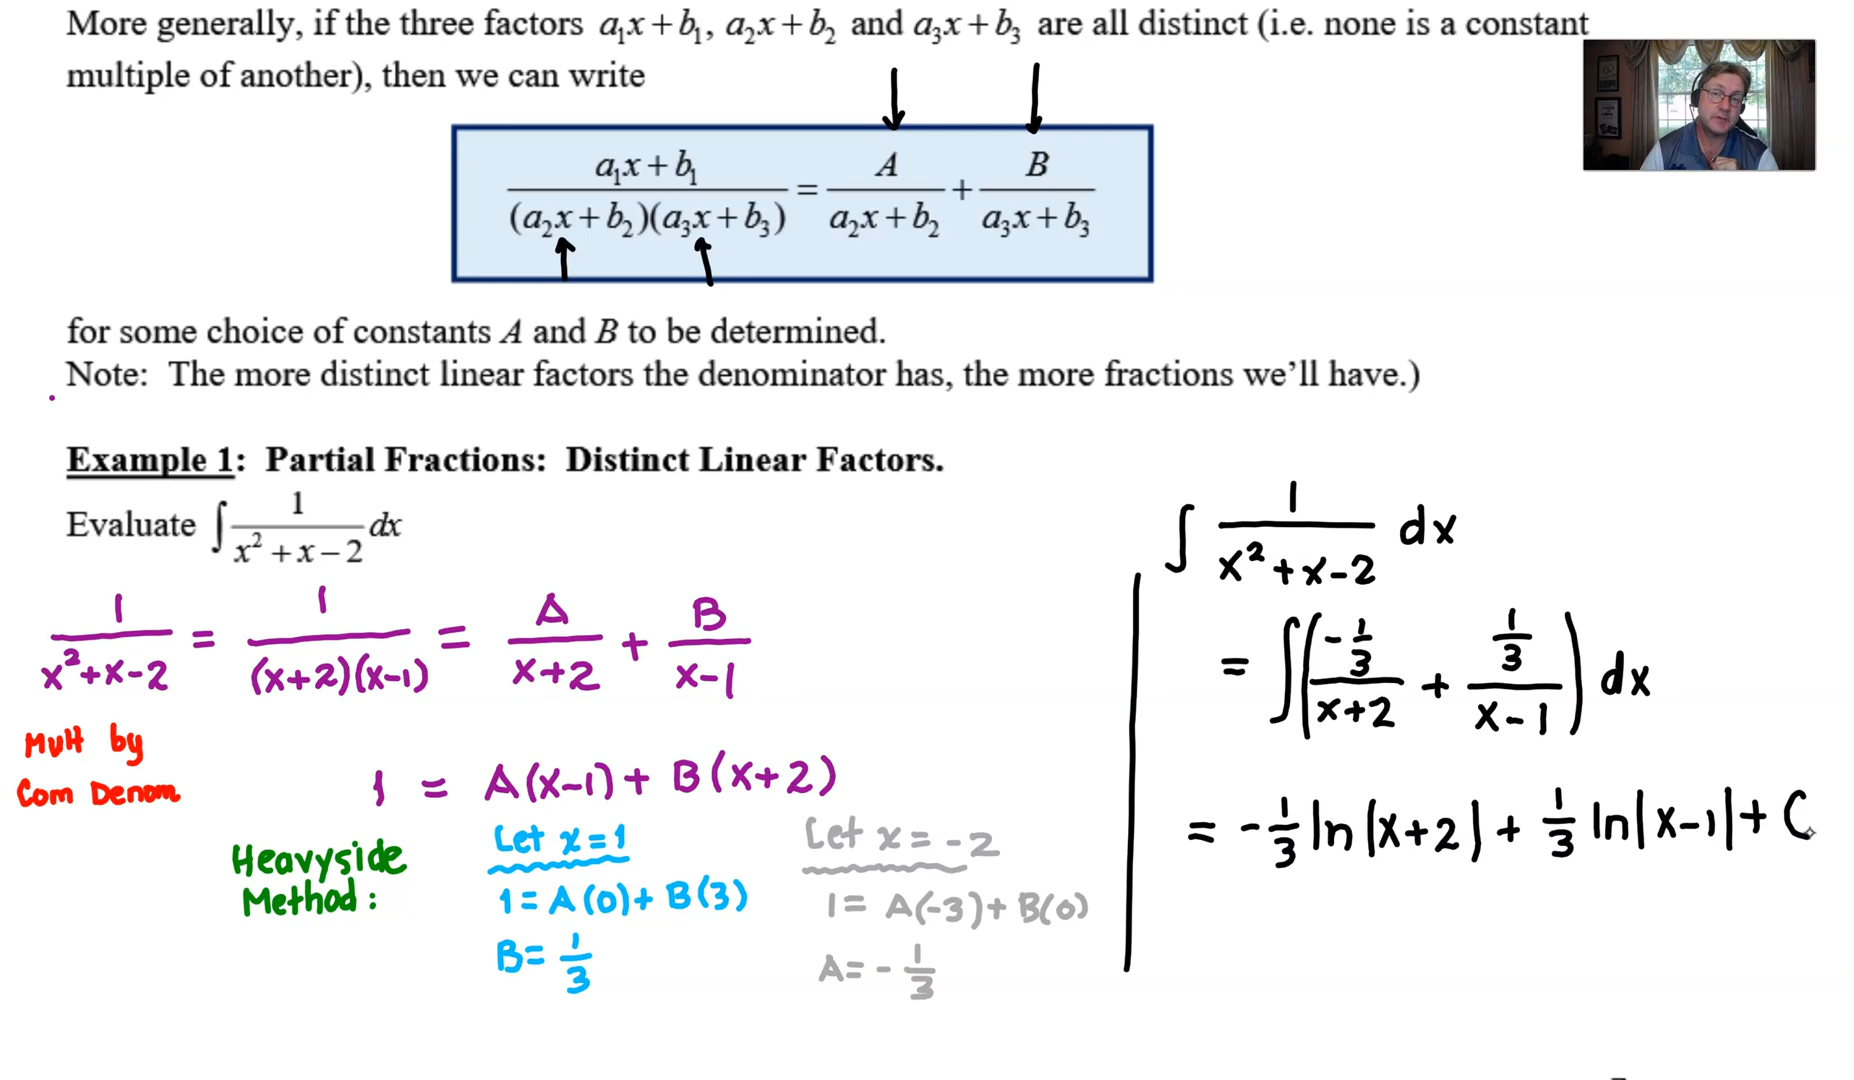 More generally, if the three factors a₁x + b₁, a₂x + b₂ and a₃x + b₃ are all distinct (i.e. none is a constant
multiple of another), then we can write
(a₁x + b₁)/((a₂x + b₂)(a₃x + b₃)) = A/(a₂x + b₂) + B/(a₃x + b₃)
for some choice of constants A and B to be determined.
Note: The more distinct linear factors the denominator has, the more fractions we’ll have.)
Example 1: Partial Fractions: Distinct Linear Factors.
Evaluate ∫ 1/(x² + x − 2) dx
1/(x²+x-2) = 1/((x+2)(x-1)) = A/(x+2) + B/(x-1)
Mult by
Com Denom
1 = A(x-1) + B(x+2)
Heavyside
Method:
Let x=1
1 = A(0) + B(3)
B = 1/3
Let x = -2
1 = A(-3) + B(0)
A = -1/3
∫ 1/(x²+x-2) dx
= ∫((-1/3)/(x+2) + (1/3)/(x-1)) dx
= -1/3 ln|x+2| + 1/3 ln|x-1| + C